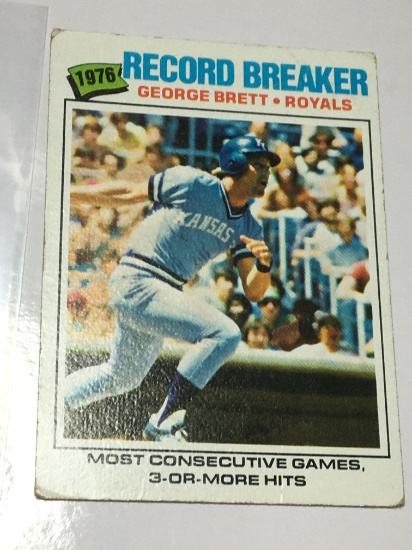 1976
RECORD BREAKER
GEORGE BRETT • ROYALS
KANSAS
MOST CONSECUTIVE GAMES,
3-OR-MORE HITS